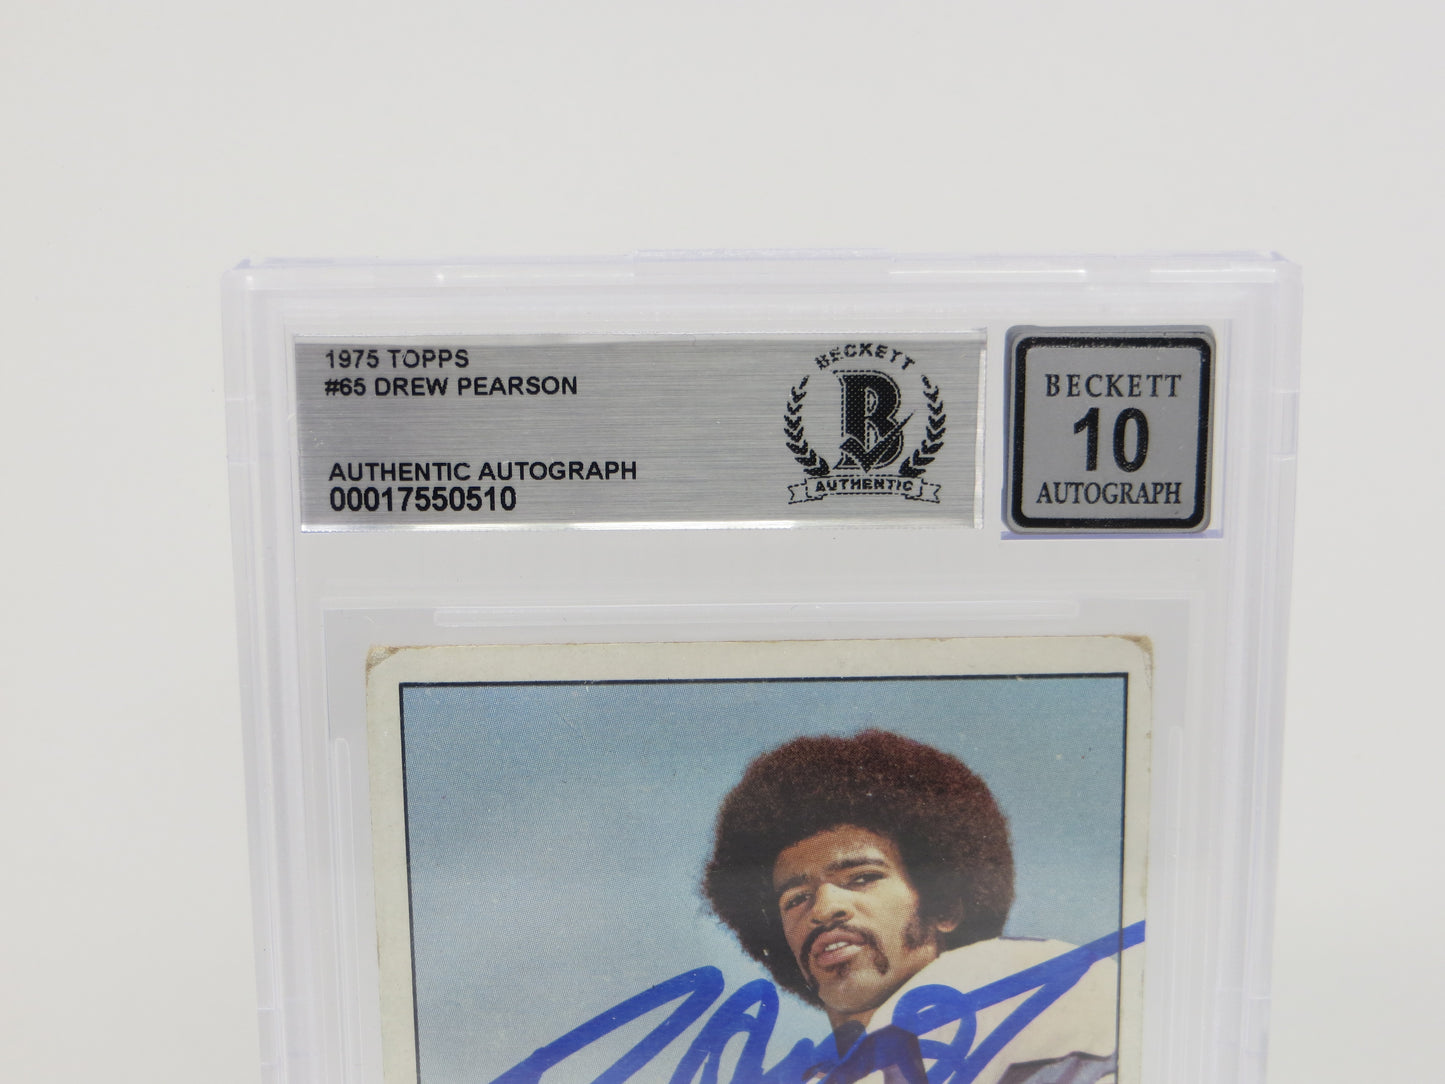 1975 TOPPS
#65 DREW PEARSON
AUTHENTIC AUTOGRAPH
00017550510
BECKETT
B
AUTHENTIC
BECKETT
10
AUTOGRAPH